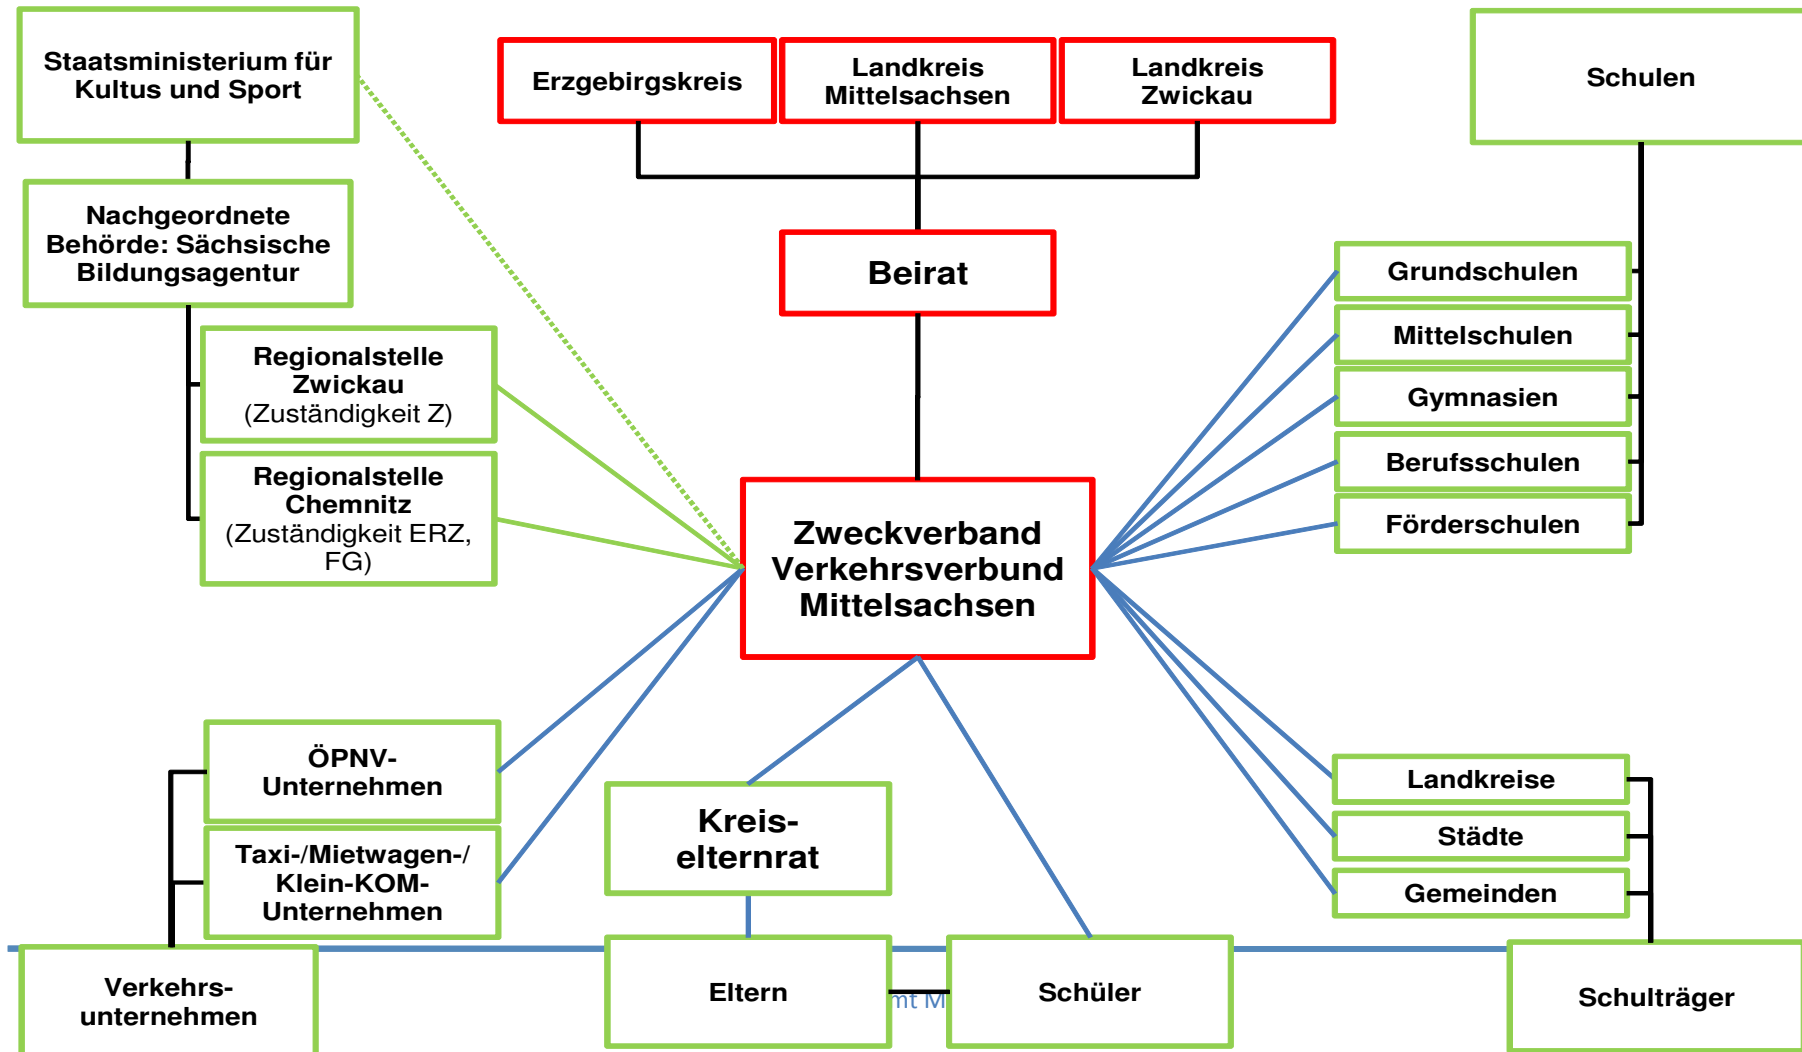 Staatsministerium für
Kultus und Sport
Erzgebirgskreis
Landkreis
Mittelsachsen
Landkreis
Zwickau
Schulen
Nachgeordnete
Behörde: Sächsische
Bildungsagentur
Beirat
Regionalstelle
Zwickau
(Zuständigkeit Z)
Regionalstelle
Chemnitz
(Zuständigkeit ERZ,
FG)
Grundschulen
Mittelschulen
Gymnasien
Berufsschulen
Förderschulen
Zweckverband
Verkehrsverbund
Mittelsachsen
ÖPNV-
Unternehmen
Taxi-/Mietwagen-/
Klein-KOM-
Unternehmen
Verkehrs-
unternehmen
Kreis-
elternrat
Eltern
Schüler
Landkreise
Städte
Gemeinden
Schulträger